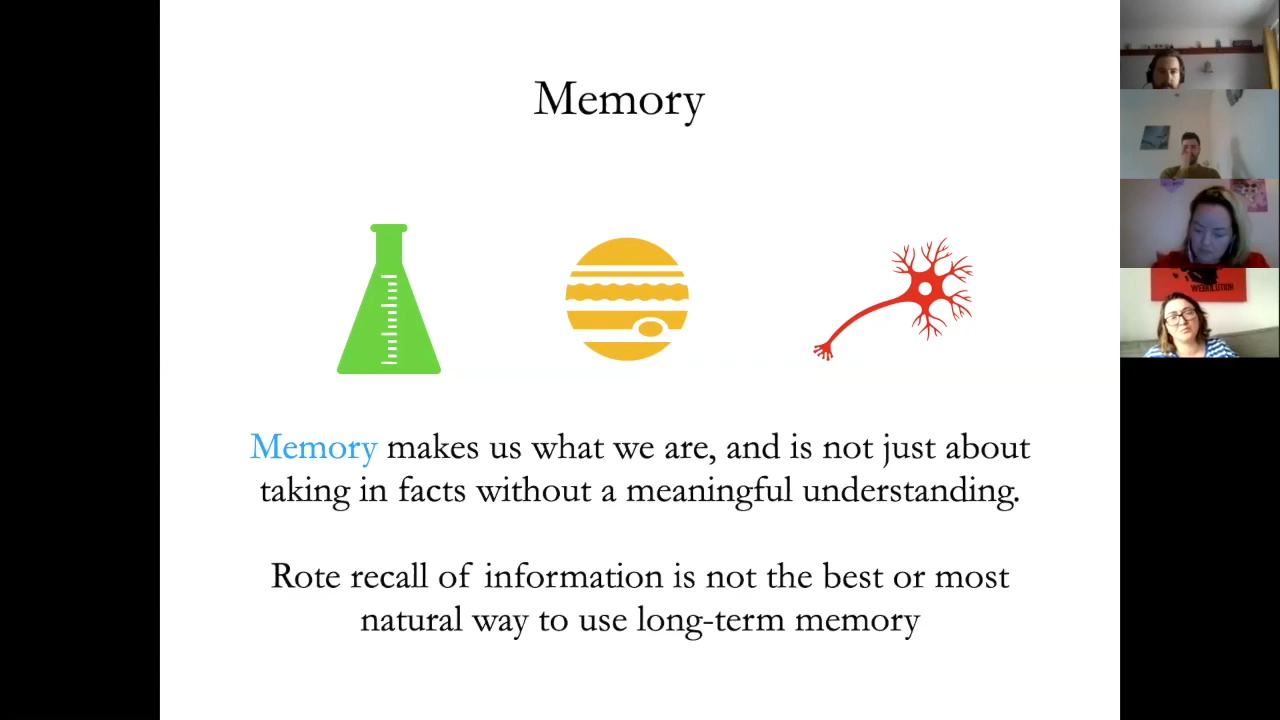 Memory
Memory makes us what we are, and is not just about
taking in facts without a meaningful understanding.
Rote recall of information is not the best or most
natural way to use long-term memory
WEBOLUTION